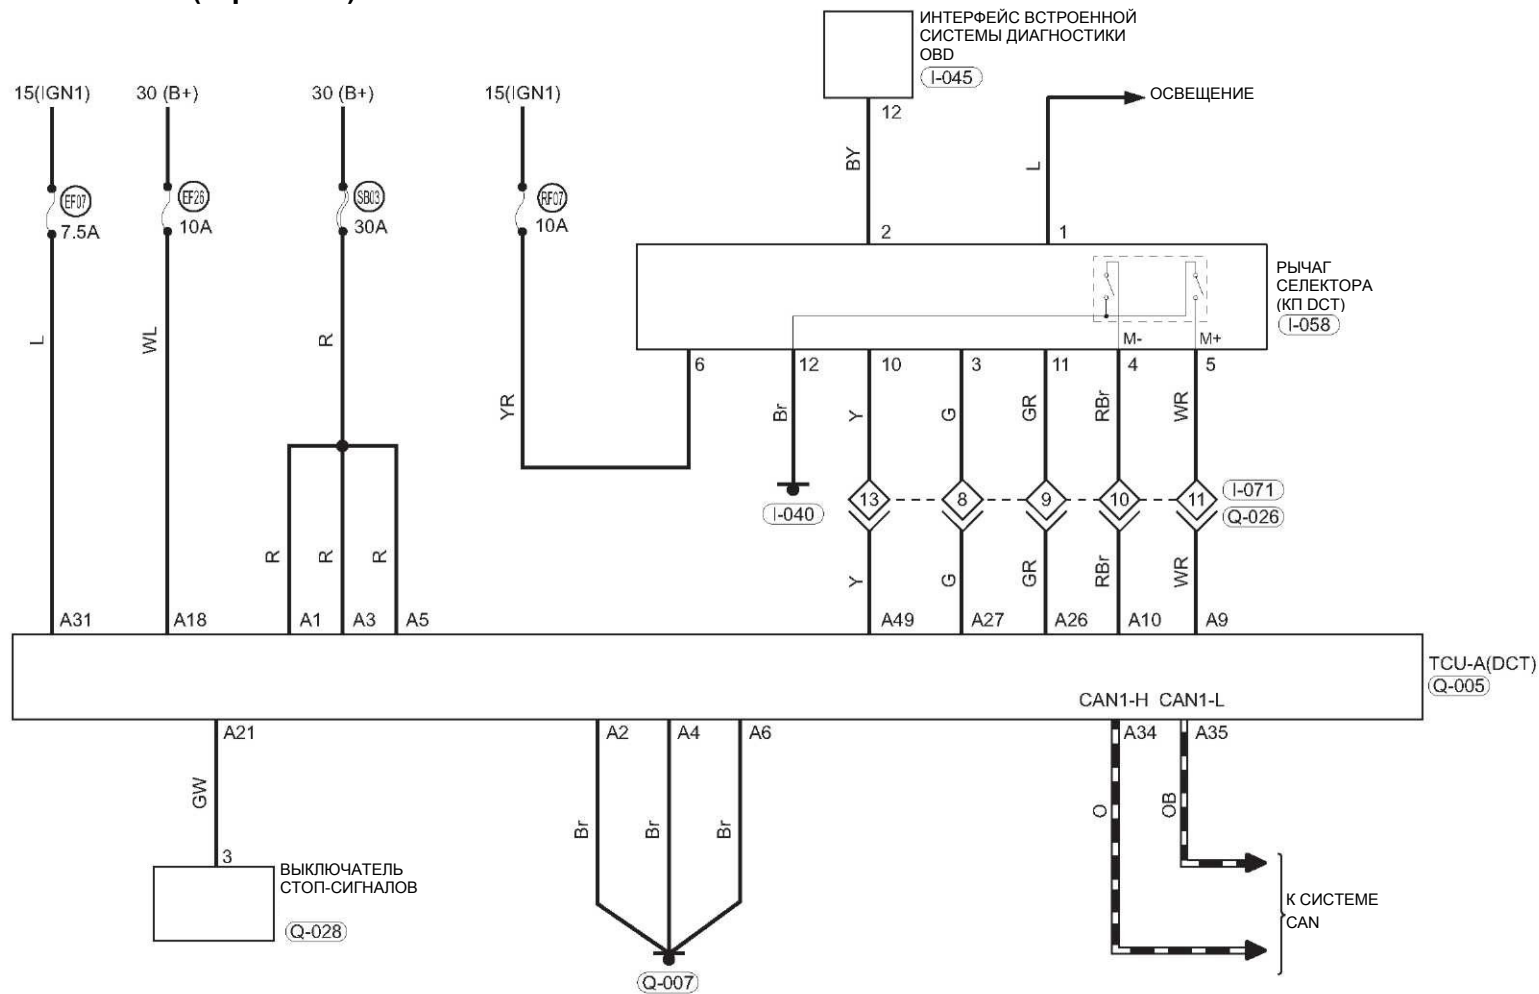 ИНТЕРФЕЙС ВСТРОЕННОЙ
СИСТЕМЫ ДИАГНОСТИКИ
OBD
I-045
15(IGN1)
30 (B+)
30 (B+)
15(IGN1)
ОСВЕЩЕНИЕ
12
BY
L
EF07
7.5A
EF26
10A
SB03
30A
RF07
10A
2
1
РЫЧАГ
СЕЛЕКТОРА
(КП DCT)
I-058
M-
M+
L
WL
R
YR
6
12
10
3
11
4
5
Br
Y
G
GR
RBr
WR
13
8
9
10
11
I-071
Q-026
I-040
R
R
R
Y
G
GR
RBr
WR
A31
A18
A1
A3
A5
A49
A27
A26
A10
A9
TCU-A(DCT)
Q-005
CAN1-H
CAN1-L
A21
A2
A4
A6
A34
A35
GW
Br
Br
Br
O
OB
3
ВЫКЛЮЧАТЕЛЬ
СТОП-СИГНАЛОВ
Q-028
К СИСТЕМЕ
CAN
Q-007